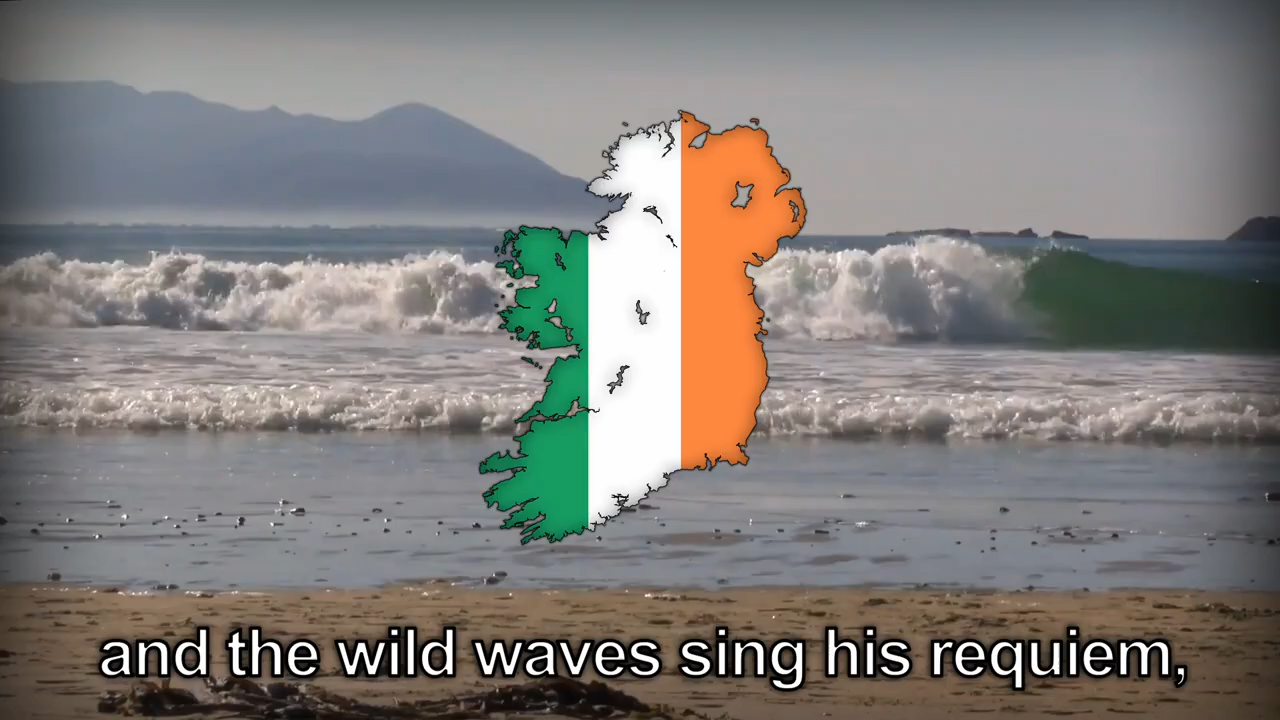 and the wild waves sing his requiem,